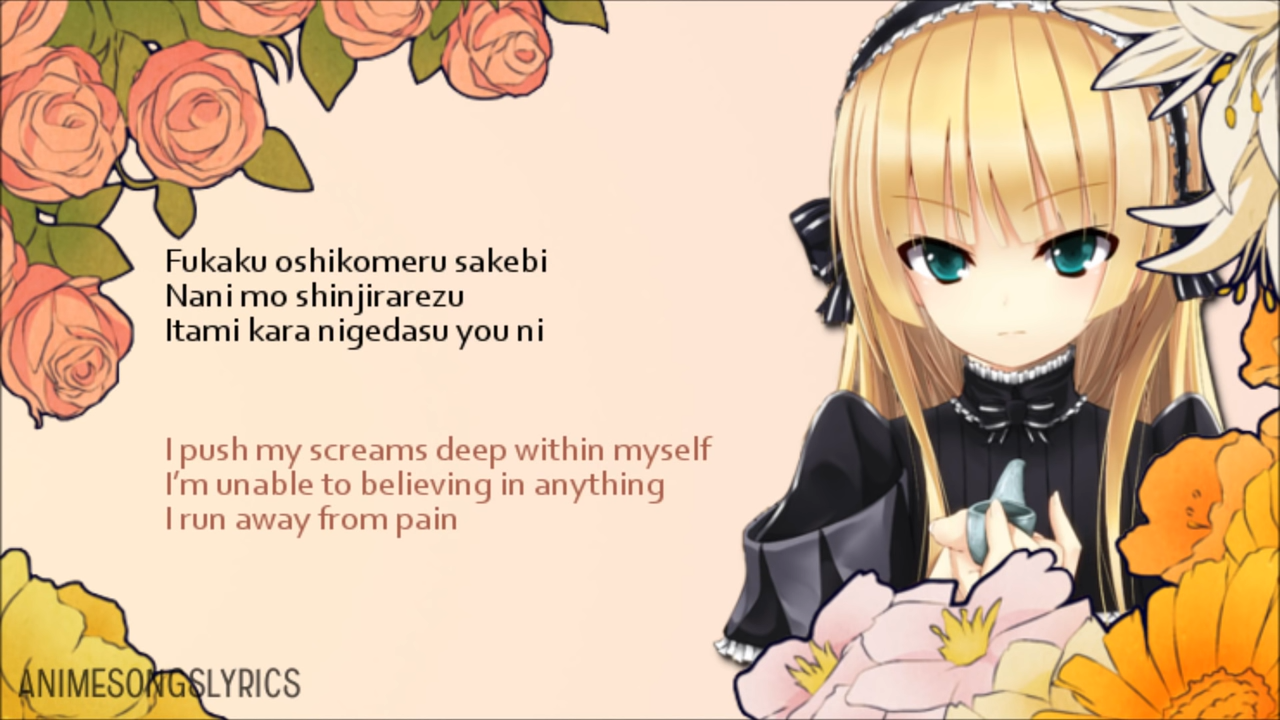 Fukaku oshikomeru sakebi
Nani mo shinjirarezu
Itami kara nigedasu you ni
I push my screams deep within myself
I'm unable to believing in anything
I run away from pain
ANIMESONGSLYRICS